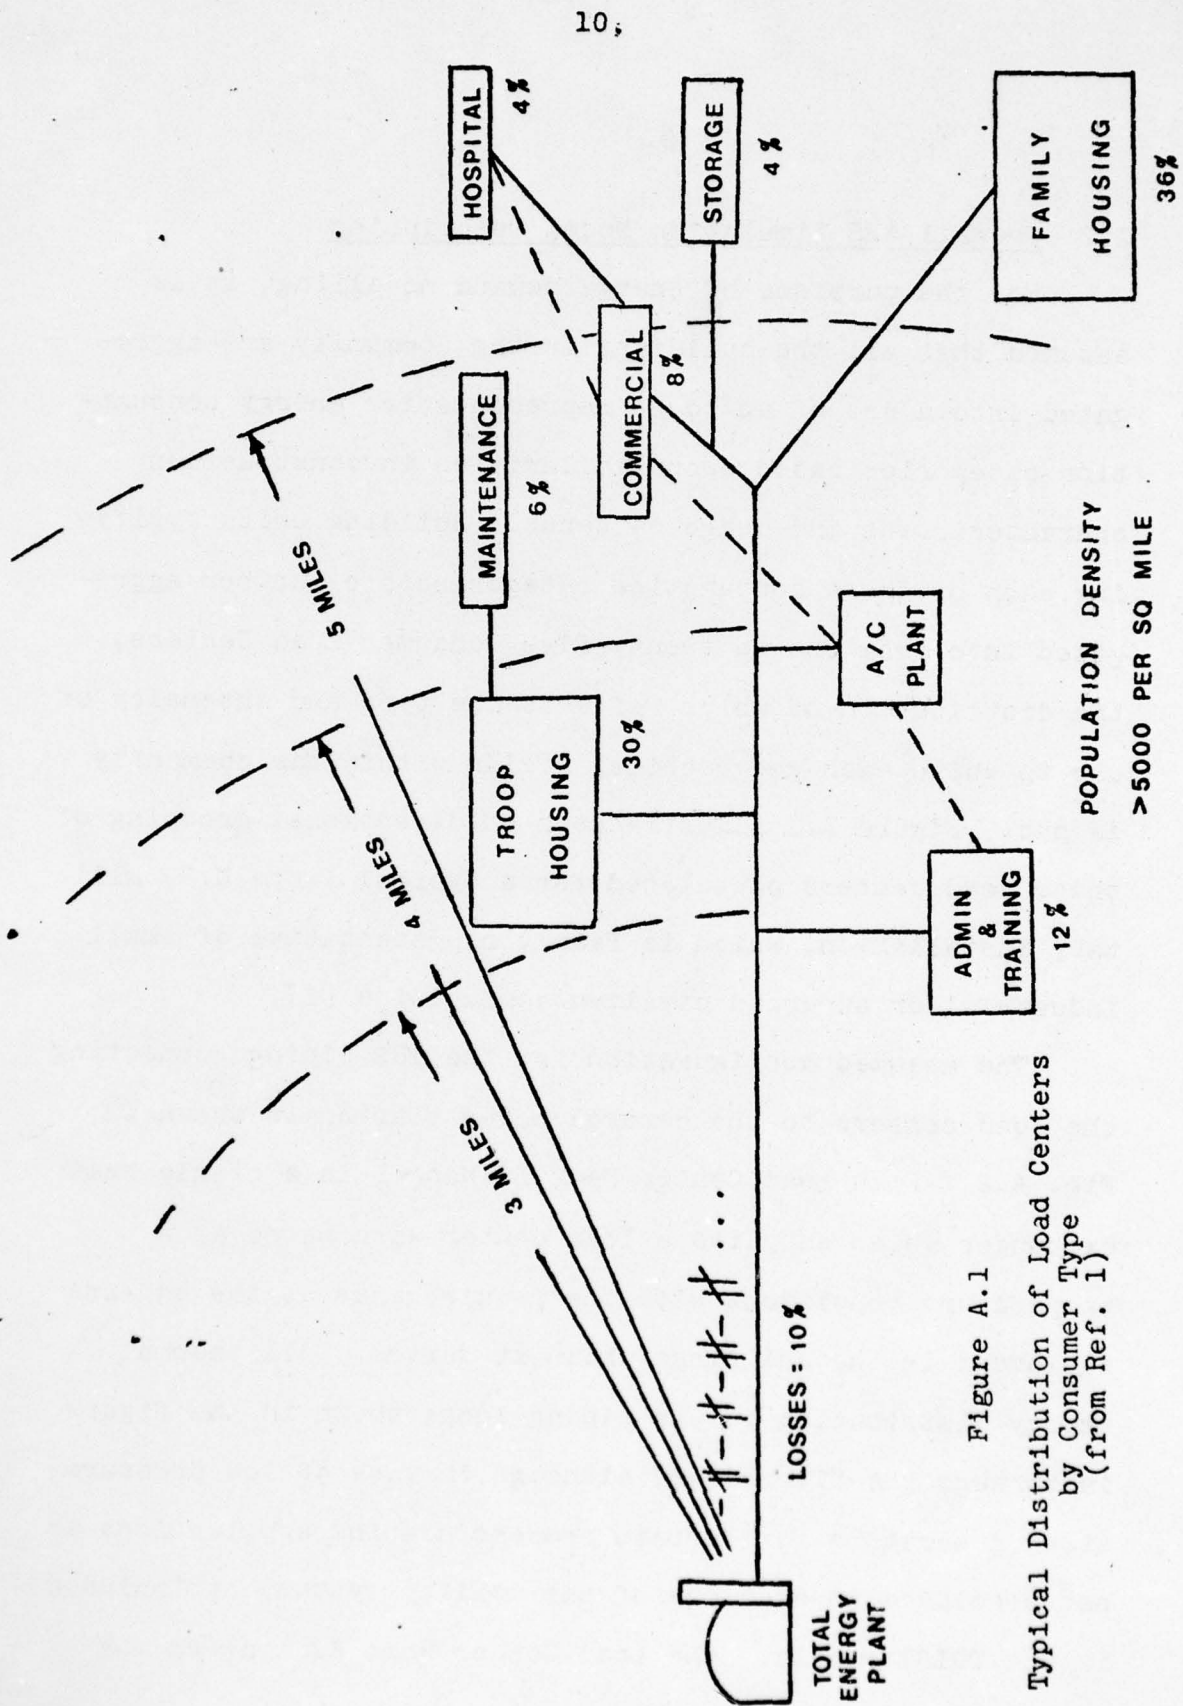 10,
HOSPITAL
4%
STORAGE
4%
FAMILY
HOUSING
36%
MAINTENANCE
6%
COMMERCIAL
8%
5 MILES
4 MILES
3 MILES
TROOP
HOUSING
30%
A/C
PLANT
ADMIN
&
TRAINING
12%
POPULATION DENSITY
>5000 PER SQ MILE
LOSSES = 10%
TOTAL
ENERGY
PLANT
Figure A.1
Typical Distribution of Load Centers
by Consumer Type
(from Ref. 1)